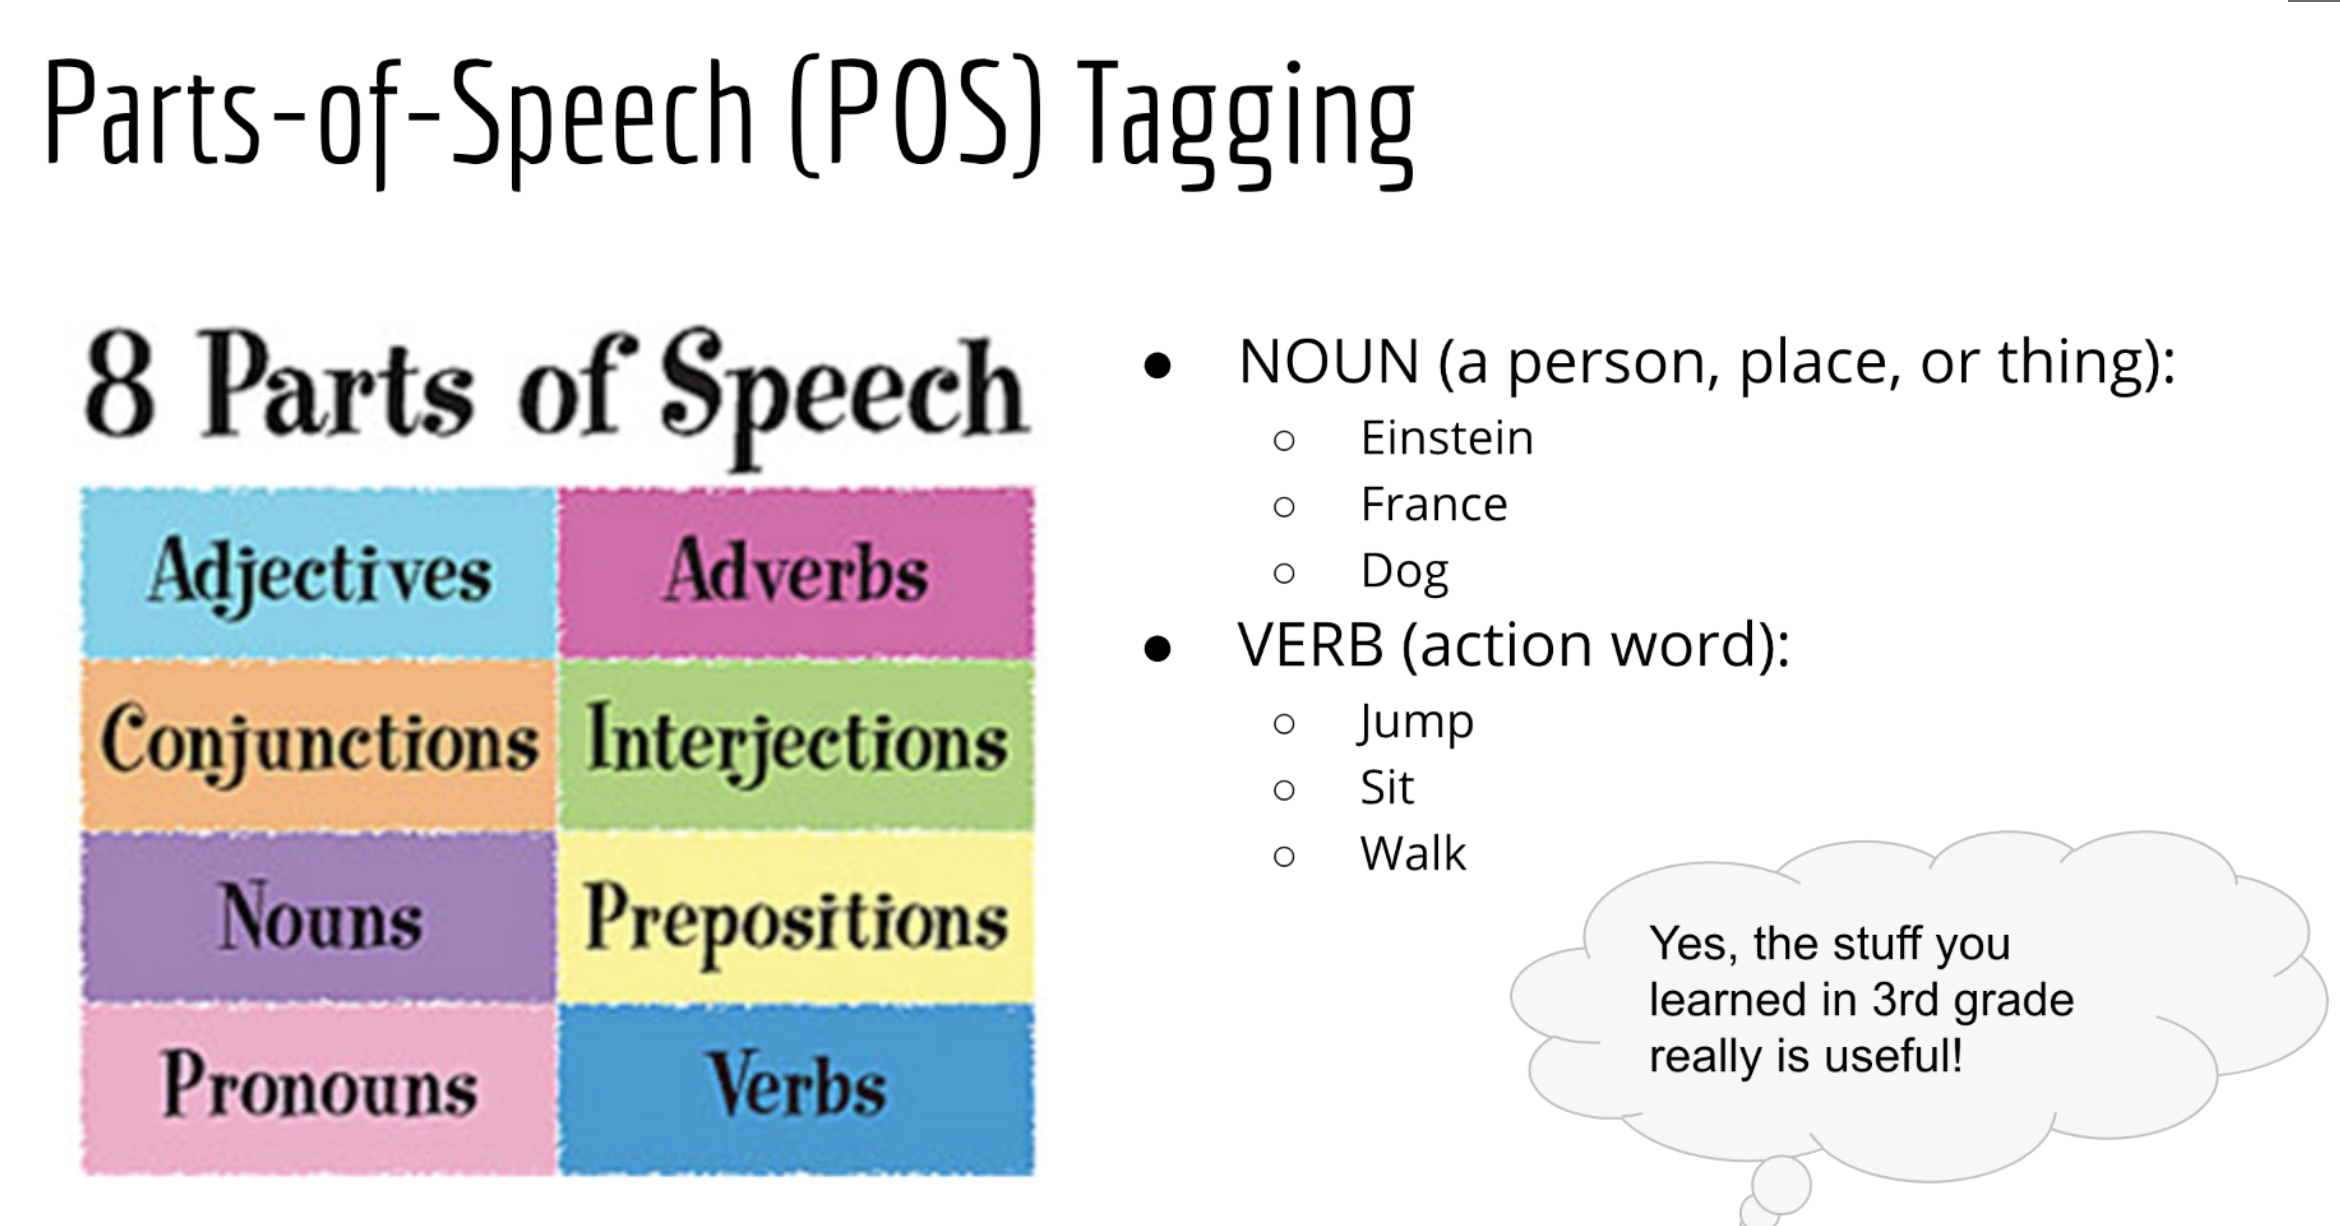 Parts-of-Speech (POS) Tagging
8 Parts of Speech
Adjectives
Adverbs
Conjunctions
Interjections
Nouns
Prepositions
Pronouns
Verbs
● NOUN (a person, place, or thing):
○ Einstein
○ France
○ Dog
● VERB (action word):
○ Jump
○ Sit
○ Walk
Yes, the stuff you
learned in 3rd grade
really is useful!